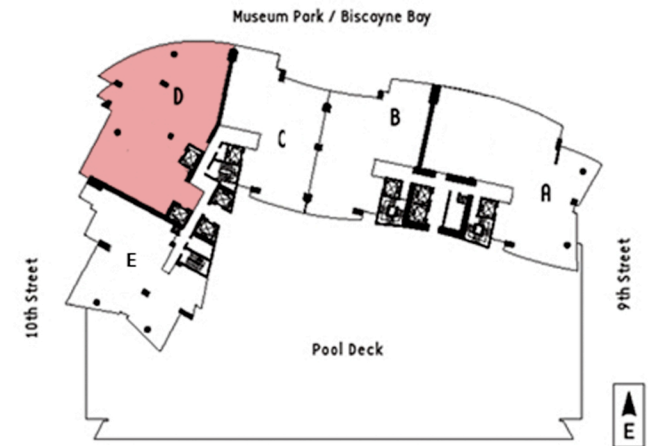 Museum Park / Biscayne Bay
D
B
C
A
E
10th Street
9th Street
Pool Deck
E